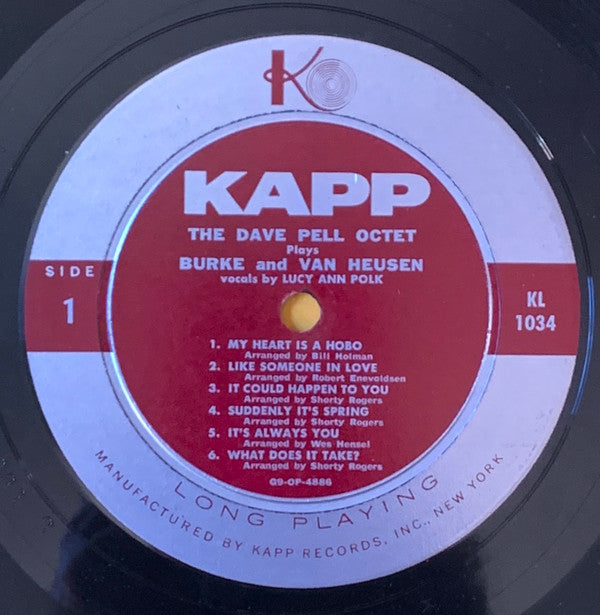 K
KAPP
THE DAVE PELL OCTET
Plays
BURKE and VAN HEUSEN
vocals by LUCY ANN POLK
SIDE
1
KL
1034
1. MY HEART IS A HOBO
Arranged by Bill Holman
2. LIKE SOMEONE IN LOVE
Arranged by Robert Enevoldsen
3. IT COULD HAPPEN TO YOU
Arranged by Shorty Rogers
4. SUDDENLY IT'S SPRING
Arranged by Shorty Rogers
5. IT'S ALWAYS YOU
Arranged by Wes Hensel
6. WHAT DOES IT TAKE?
Arranged by Shorty Rogers
G9-OP-4886
LONG PLAYING
MANUFACTURED BY KAPP RECORDS, INC., NEW YORK